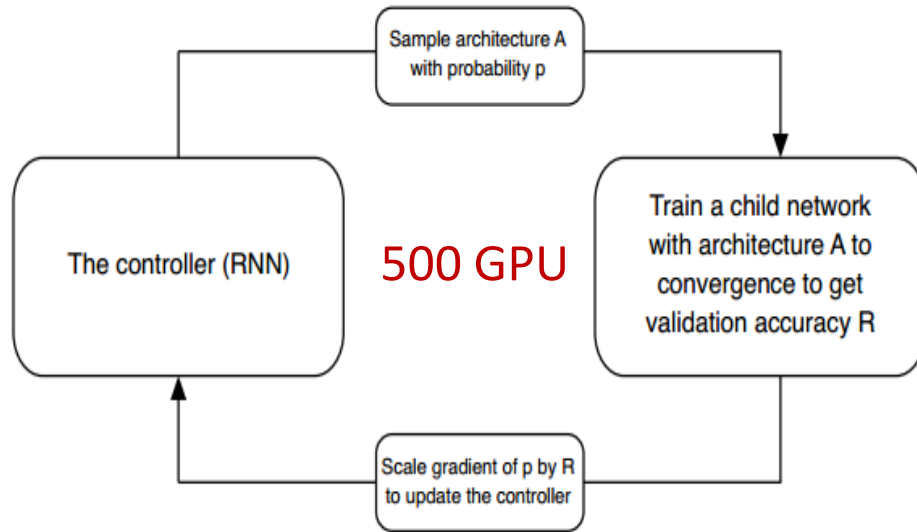 Sample architecture A
with probability p
The controller (RNN)
500 GPU
Train a child network
with architecture A to
convergence to get
validation accuracy R
Scale gradient of p by R
to update the controller